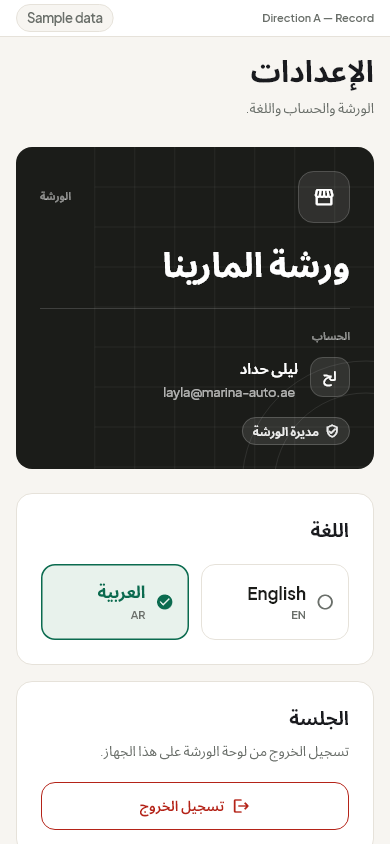 Direction A — Record
Sample data
الإعدادات
الورشة والحساب واللغة.
الورشة
ورشة المارينا
الحساب
لح
ليلى حداد
layla@marina-auto.ae
مديرة الورشة
اللغة
English
EN
العربية
AR
الجلسة
تسجيل الخروج من لوحة الورشة على هذا الجهاز.
تسجيل الخروج